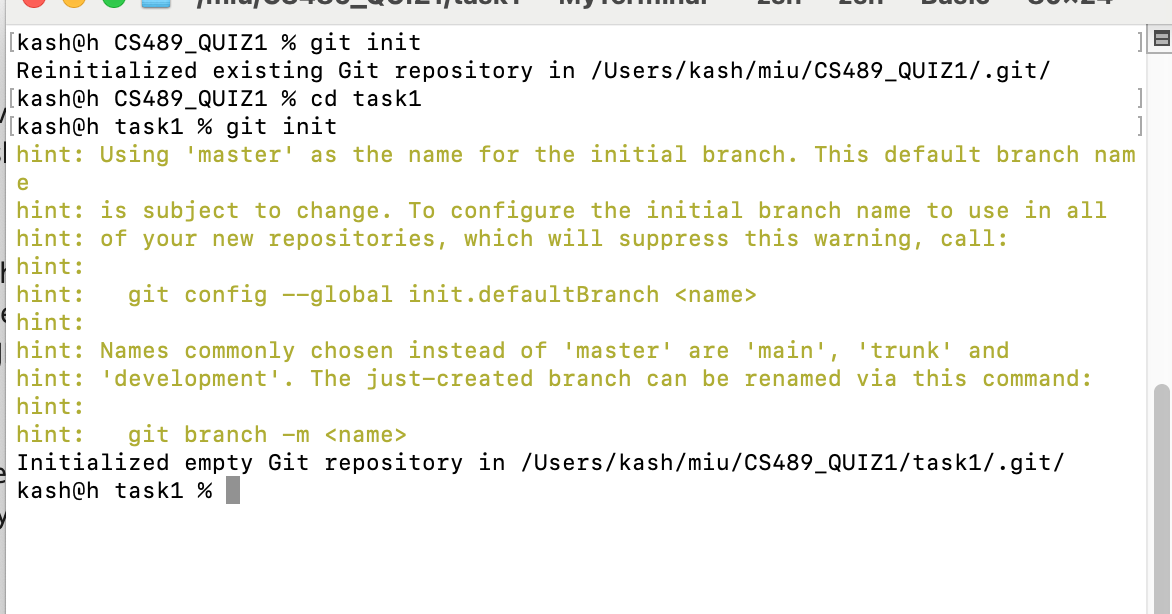 [kash@h CS489_QUIZ1 % git init ]
Reinitialized existing Git repository in /Users/kash/miu/CS489_QUIZ1/.git/
[kash@h CS489_QUIZ1 % cd task1 ]
[kash@h task1 % git init ]
hint: Using 'master' as the name for the initial branch. This default branch nam
e
hint: is subject to change. To configure the initial branch name to use in all
hint: of your new repositories, which will suppress this warning, call:
hint:
hint:   git config --global init.defaultBranch <name>
hint:
hint: Names commonly chosen instead of 'master' are 'main', 'trunk' and
hint: 'development'. The just-created branch can be renamed via this command:
hint:
hint:   git branch -m <name>
Initialized empty Git repository in /Users/kash/miu/CS489_QUIZ1/task1/.git/
kash@h task1 %